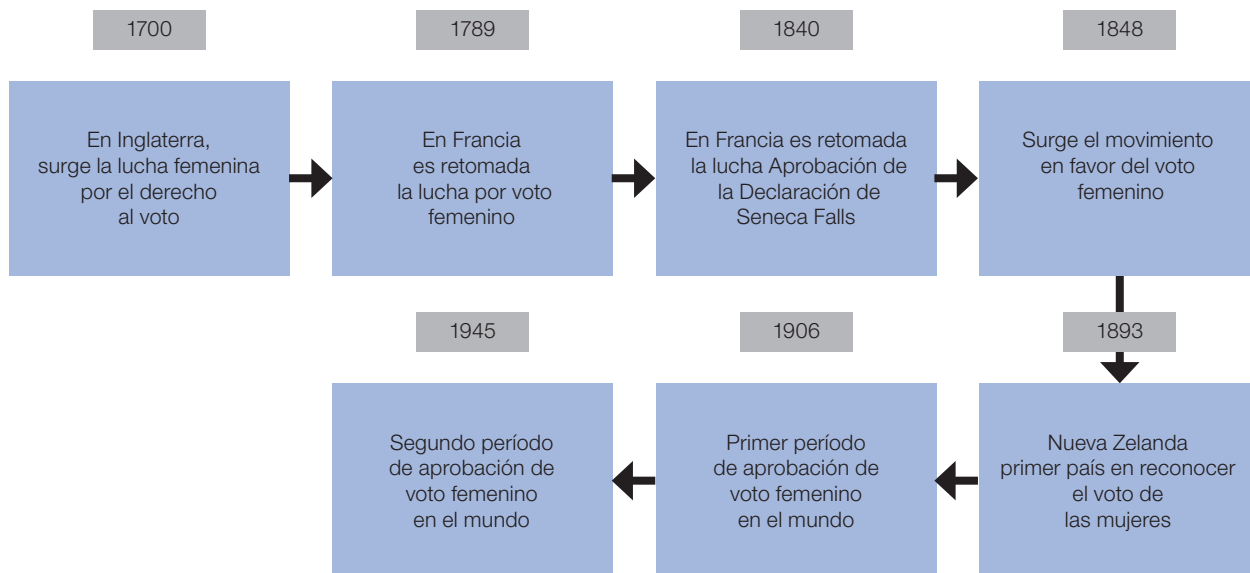 1700
En Inglaterra,
surge la lucha femenina
por el derecho
al voto
1789
En Francia
es retomada
la lucha por voto
femenino
1840
En Francia es retomada
la lucha Aprobación de
la Declaración de
Seneca Falls
1848
Surge el movimiento
en favor del voto
femenino
1893
Nueva Zelanda
primer país en reconocer
el voto de
las mujeres
1906
Primer período
de aprobación de
voto femenino
en el mundo
1945
Segundo período
de aprobación de
voto femenino
en el mundo